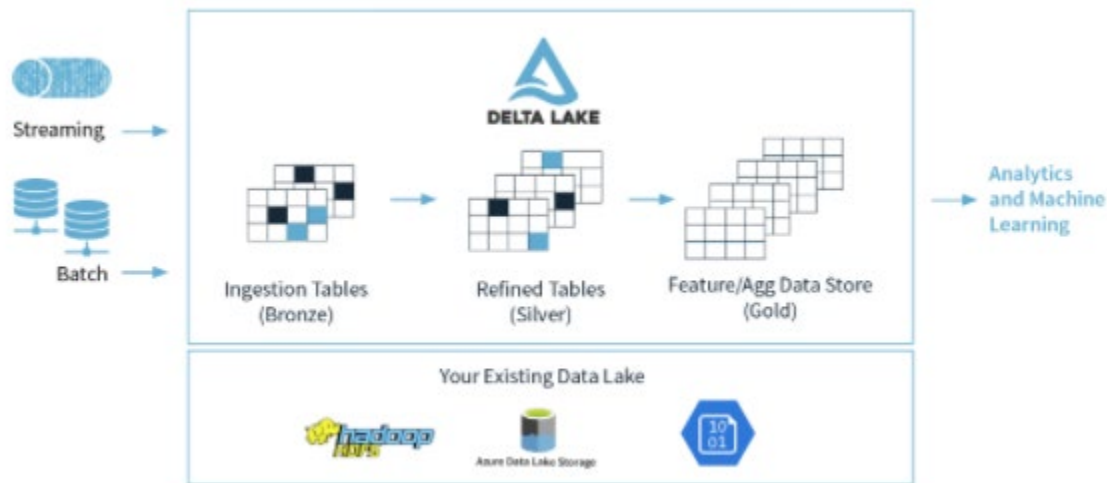 DELTA LAKE
Streaming
Batch
Ingestion Tables
(Bronze)
Refined Tables
(Silver)
Feature/Agg Data Store
(Gold)
Analytics
and Machine
Learning
Your Existing Data Lake
hadoop
HDFS
Azure Data Lake Storage
10
01